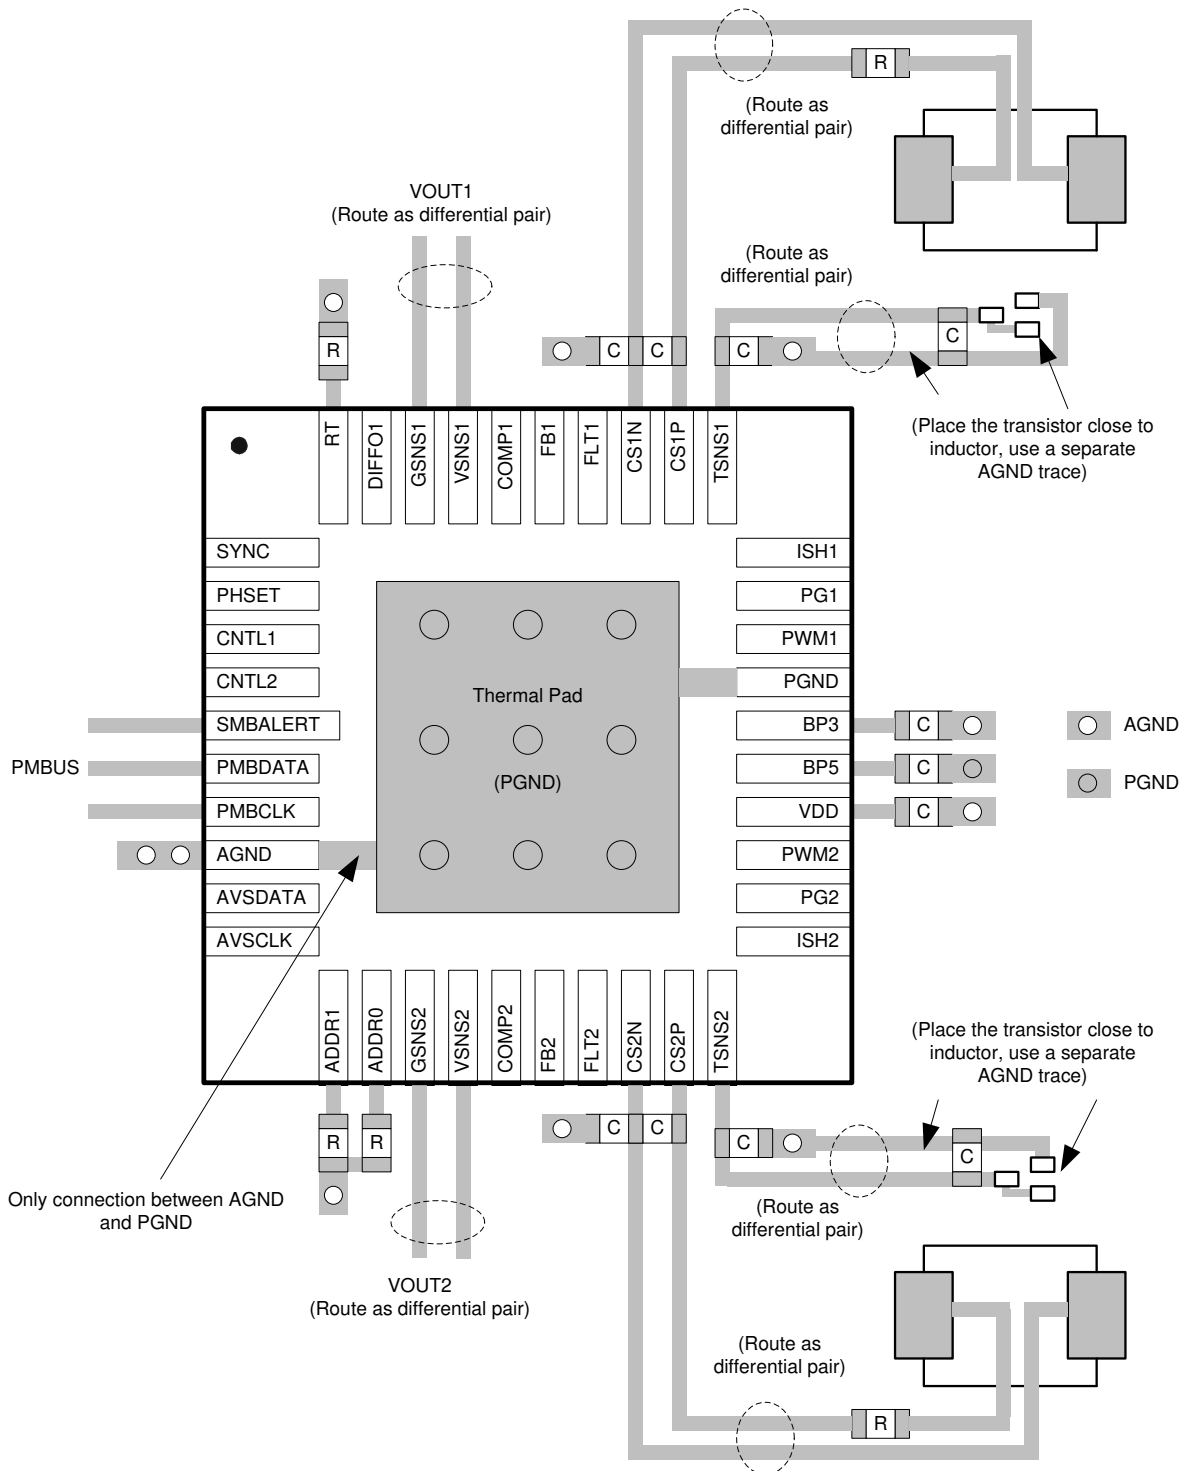 R
(Route as
differential pair)
VOUT1
(Route as differential pair)
(Route as
differential pair)
R
C
C
C
C
(Place the transistor close to
inductor, use a separate
AGND trace)
RT
DIFFO1
GSNS1
VSNS1
COMP1
FB1
FLT1
CS1N
CS1P
TSNS1
SYNC
PHSET
CNTL1
CNTL2
SMBALERT
PMBDATA
PMBCLK
AGND
AVSDATA
AVSCLK
PMBUS
Thermal Pad
(PGND)
ISH1
PG1
PWM1
PGND
BP3
BP5
VDD
PWM2
PG2
ISH2
C
C
C
AGND
PGND
ADDR1
ADDR0
GSNS2
VSNS2
COMP2
FB2
FLT2
CS2N
CS2P
TSNS2
(Place the transistor close to
inductor, use a separate
AGND trace)
R
R
C
C
C
C
Only connection between AGND
and PGND
(Route as
differential pair)
VOUT2
(Route as differential pair)
(Route as
differential pair)
R